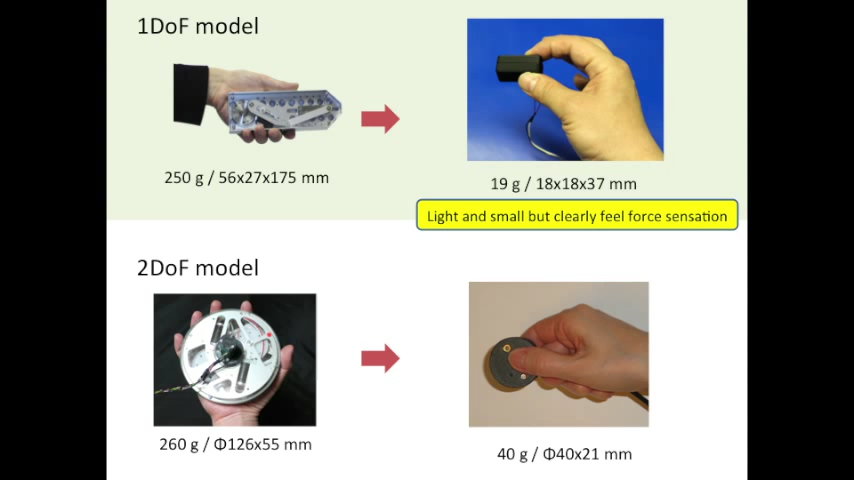 1DoF model
250 g / 56x27x175 mm
19 g / 18x18x37 mm
Light and small but clearly feel force sensation
2DoF model
260 g / Φ126x55 mm
40 g / Φ40x21 mm